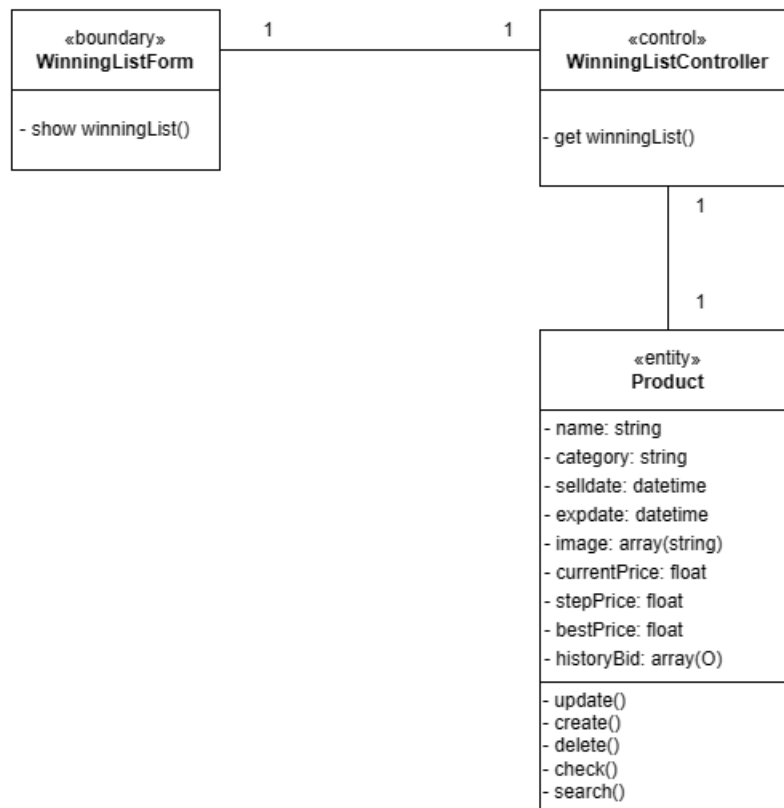 «boundary»
WinningListForm
- show winningList()
1
1
«control»
WinningListController
- get winningList()
1
1
«entity»
Product
- name: string
- category: string
- selldate: datetime
- expdate: datetime
- image: array(string)
- currentPrice: float
- stepPrice: float
- bestPrice: float
- historyBid: array(O)
- update()
- create()
- delete()
- check()
- search()